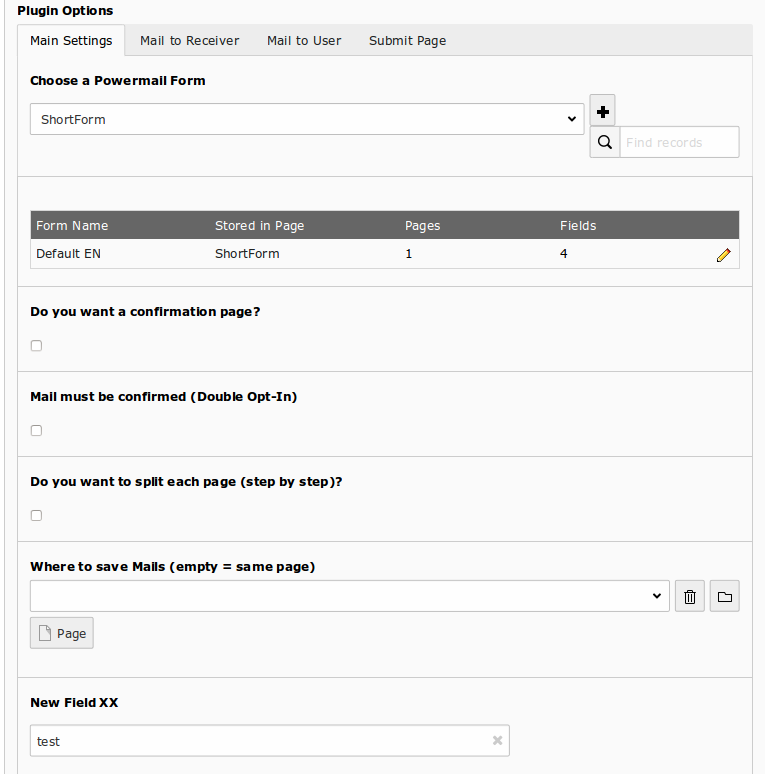 Plugin Options
Main Settings Mail to Receiver Mail to User Submit Page
Choose a Powermail Form
ShortForm
Find records
Form Name Stored in Page Pages Fields
Default EN ShortForm 1 4
Do you want a confirmation page?
Mail must be confirmed (Double Opt-In)
Do you want to split each page (step by step)?
Where to save Mails (empty = same page)
Page
New Field XX
test